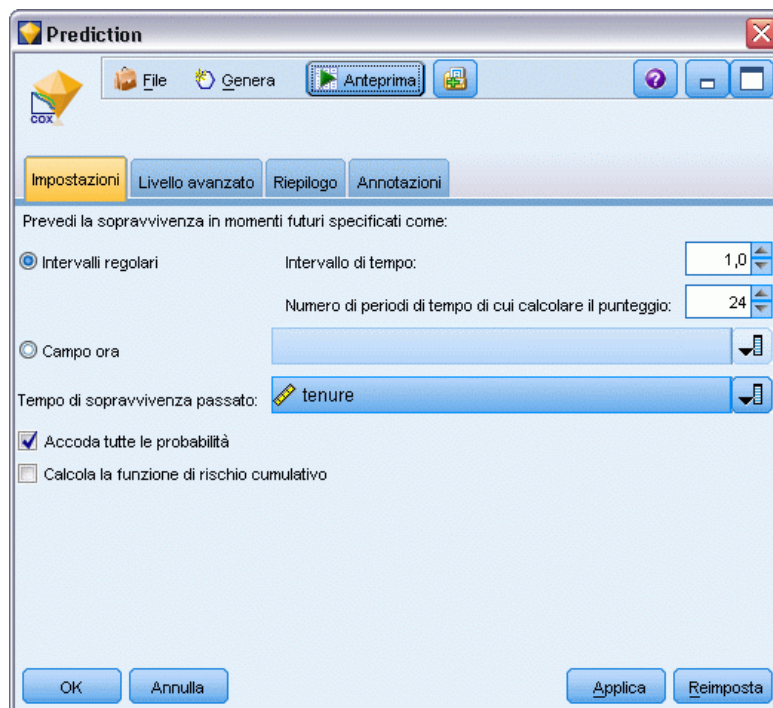 Prediction
File Genera Anteprima
COX
Impostazioni Livello avanzato Riepilogo Annotazioni
Prevedi la sopravvivenza in momenti futuri specificati come:
Intervalli regolari Intervallo di tempo: 1,0
Numero di periodi di tempo di cui calcolare il punteggio: 24
Campo ora
Tempo di sopravvivenza passato: tenure
Accoda tutte le probabilità
Calcola la funzione di rischio cumulativo
OK Annulla Applica Reimposta